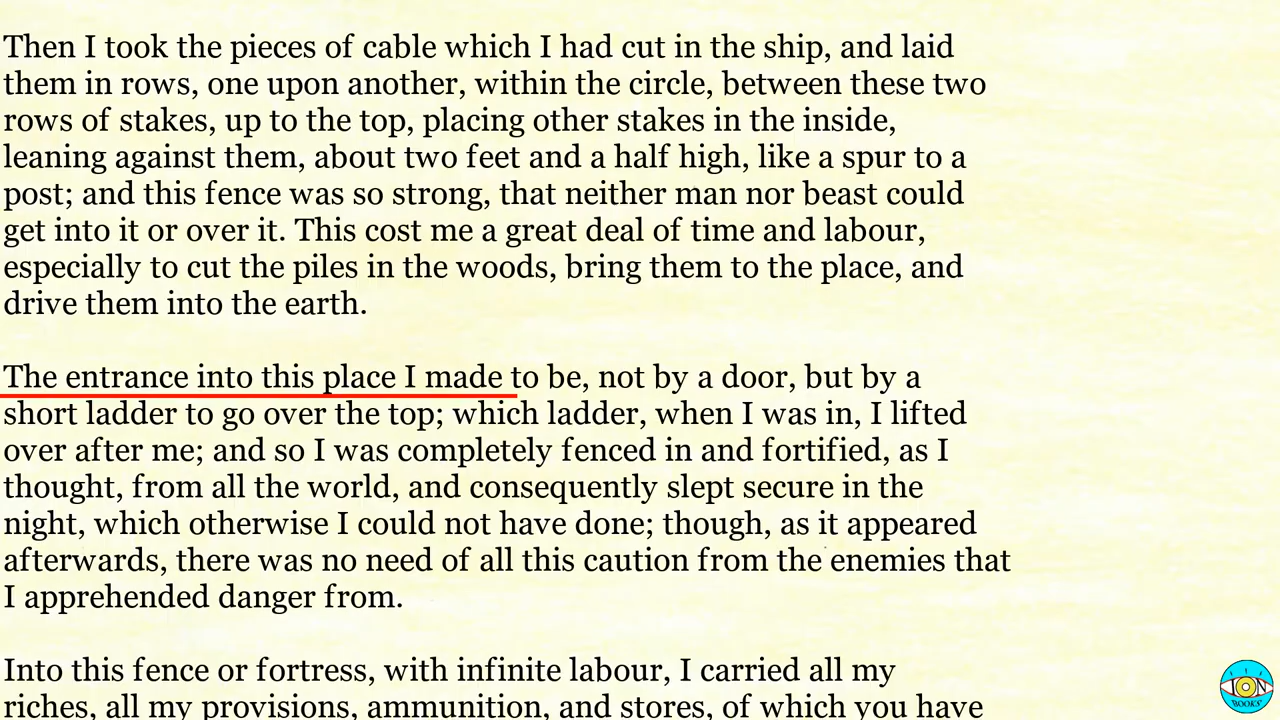 Then I took the pieces of cable which I had cut in the ship, and laid
them in rows, one upon another, within the circle, between these two
rows of stakes, up to the top, placing other stakes in the inside,
leaning against them, about two feet and a half high, like a spur to a
post; and this fence was so strong, that neither man nor beast could
get into it or over it. This cost me a great deal of time and labour,
especially to cut the piles in the woods, bring them to the place, and
drive them into the earth.
The entrance into this place I made to be, not by a door, but by a
short ladder to go over the top; which ladder, when I was in, I lifted
over after me; and so I was completely fenced in and fortified, as I
thought, from all the world, and consequently slept secure in the
night, which otherwise I could not have done; though, as it appeared
afterwards, there was no need of all this caution from the enemies that
I apprehended danger from.
Into this fence or fortress, with infinite labour, I carried all my
riches, all my provisions, ammunition, and stores, of which you have
BOOKS